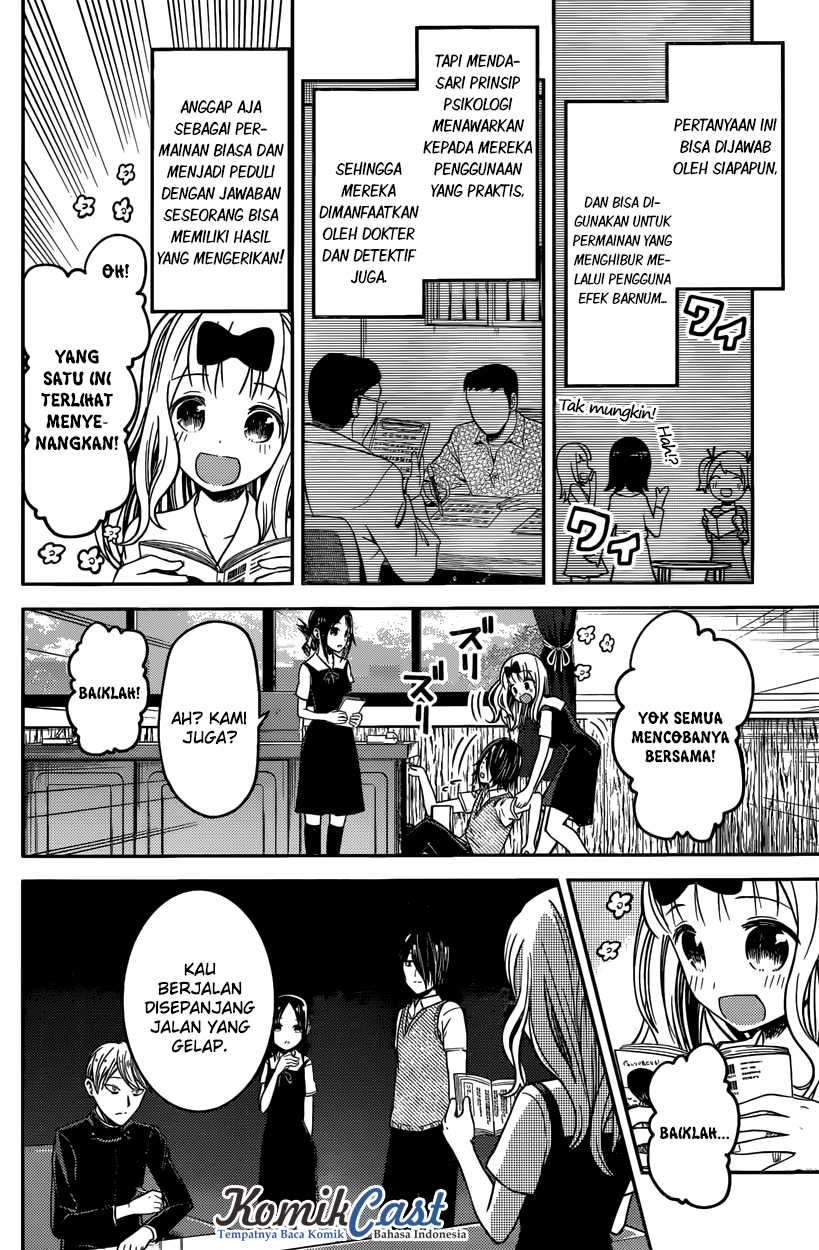 PERTANYAAN INI
BISA DIJAWAB
OLEH SIAPAPUN,
DAN BISA DI-
GUNAKAN UNTUK
PERMAINAN YANG
MENGHIBUR ME-
LALUI PENGGUNA
EFEK BARNUM...
ワイ
Tak mungkin!
Hah!?
ワイ
TAPI MENDA-
SARI PRINSIP
PSIKOLOGI
MENAWARKAN
KEPADA MEREKA
PENGGUNAAN
YANG PRAKTIS.
SEHINGGA
MEREKA
DIMANFAATKAN
OLEH DOKTER
DAN DETEKTIF
JUGA.
ANGGAP AJA
SEBAGAI PER-
MAINAN BIASA DAN
MENJADI PEDULI
DENGAN JAWABAN
SESEORANG BISA
MEMILIKI HASIL
YANG MENGERIKAN!
OH!
YANG
SATU INI
TERLIHAT
MENYE-
NANGKAN!
YOK SEMUA
MENCOBANYA
BERSAMA!
ズズズ
AH? KAMI
JUGA?
BAIKLAH!
BAIKLAH...
KAU
BERJALAN
DISEPANJANG
JALAN YANG
GELAP.
KomikCast
Tempatnya Baca Komik Bahasa Indonesia